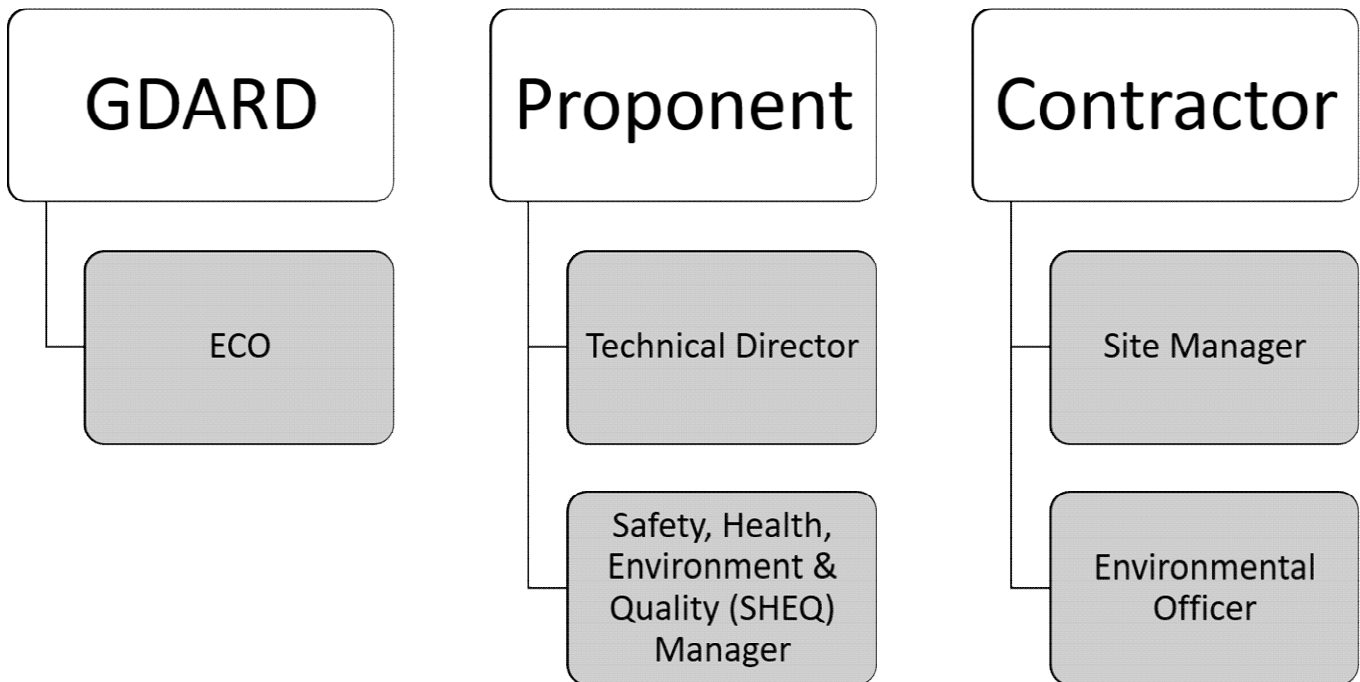 GDARD
ECO
Proponent
Technical Director
Safety, Health,
Environment &
Quality (SHEQ)
Manager
Contractor
Site Manager
Environmental
Officer